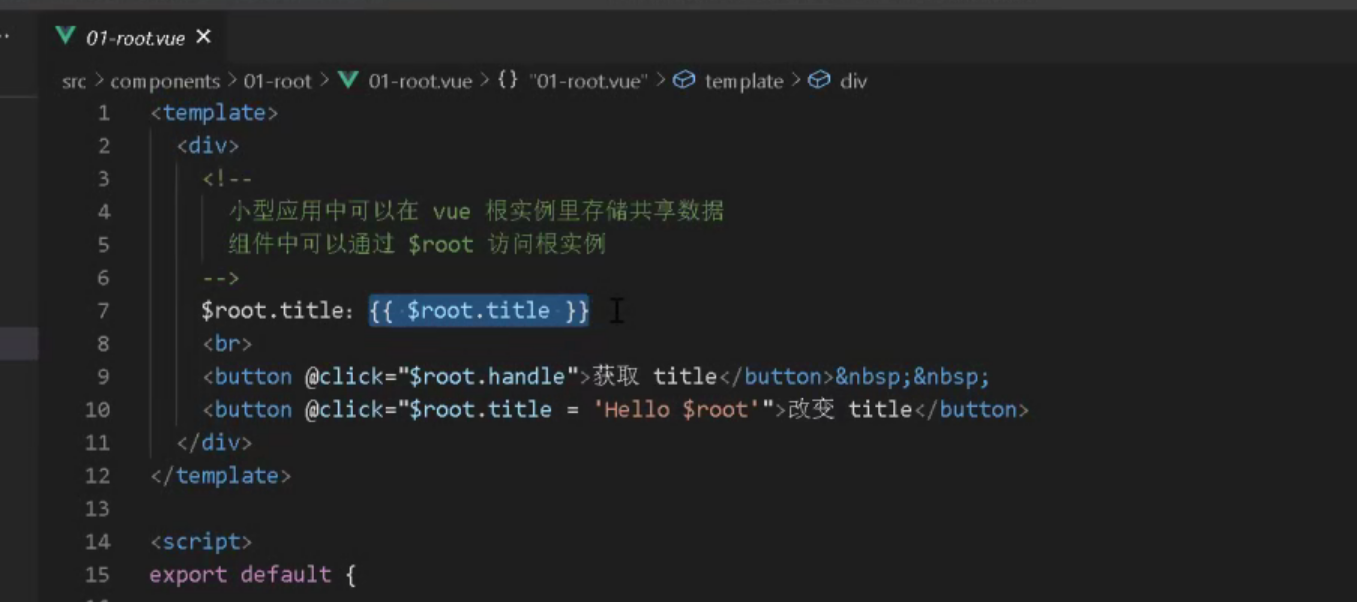 01-root.vue ×
src > components > 01-root > 01-root.vue > {} "01-root.vue" > template > div
1 <template>
2 <div>
3 <!--
4 小型应用中可以在 vue 根实例里存储共享数据
5 组件中可以通过 $root 访问根实例
6 -->
7 $root.title: {{ $root.title }}
8 <br>
9 <button @click="$root.handle">获取 title</button>&nbsp;&nbsp;
10 <button @click="$root.title = 'Hello $root'">改变 title</button>
11 </div>
12 </template>
13
14 <script>
15 export default {